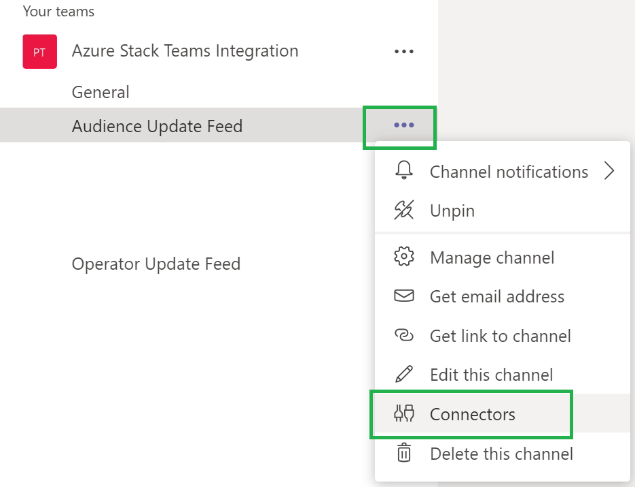 Your teams
PT
Azure Stack Teams Integration
General
Audience Update Feed
Channel notifications
Unpin
Operator Update Feed
Manage channel
Get email address
Get link to channel
Edit this channel
Connectors
Delete this channel